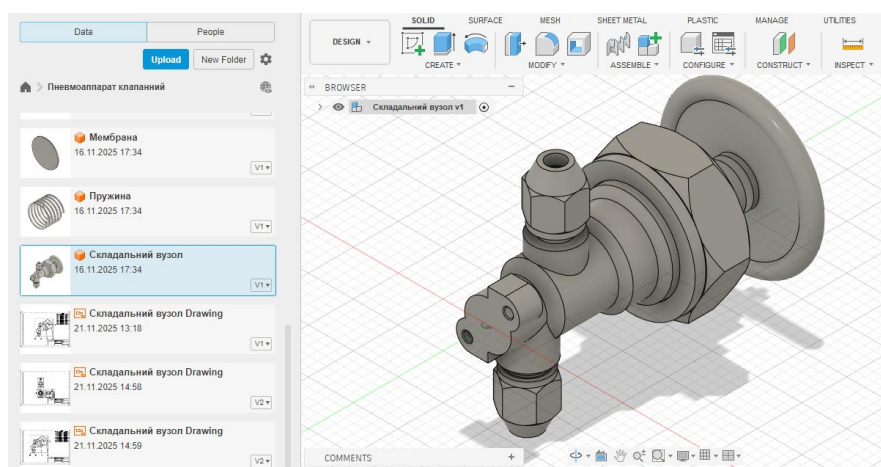 Data
People
Upload
New Folder
Пневмоаппарат клапанний
Мембрана
16.11.2025 17:34
V1
Пружина
16.11.2025 17:34
V1
Складальний вузол
16.11.2025 17:34
V1
Складальний вузол Drawing
21.11.2025 13:18
V1
Складальний вузол Drawing
21.11.2025 14:58
V2
Складальний вузол Drawing
21.11.2025 14:59
V2
SOLID SURFACE MESH SHEET METAL PLASTIC MANAGE UTILITIES
DESIGN
CREATE MODIFY ASSEMBLE CONFIGURE CONSTRUCT INSPECT
BROWSER
Складальний вузол v1
COMMENTS